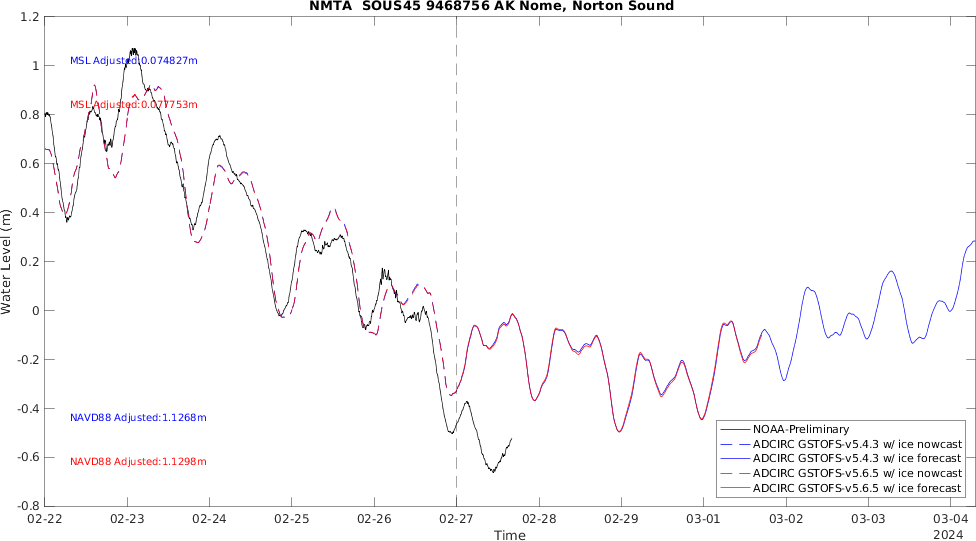 NMTA SOUS45 9468756 AK Nome, Norton Sound
1.2
1
0.8
0.6
0.4
0.2
0
-0.2
-0.4
-0.6
-0.8
Water Level (m)
MSL Adjusted:0.074827m
MSL Adjusted:0.077753m
NAVD88 Adjusted:1.1268m
NAVD88 Adjusted:1.1298m
NOAA-Preliminary
ADCIRC GSTOFS-v5.4.3 w/ ice nowcast
ADCIRC GSTOFS-v5.4.3 w/ ice forecast
ADCIRC GSTOFS-v5.6.5 w/ ice nowcast
ADCIRC GSTOFS-v5.6.5 w/ ice forecast
02-22 02-23 02-24 02-25 02-26 02-27 02-28 02-29 03-01 03-02 03-03 03-04
Time
2024